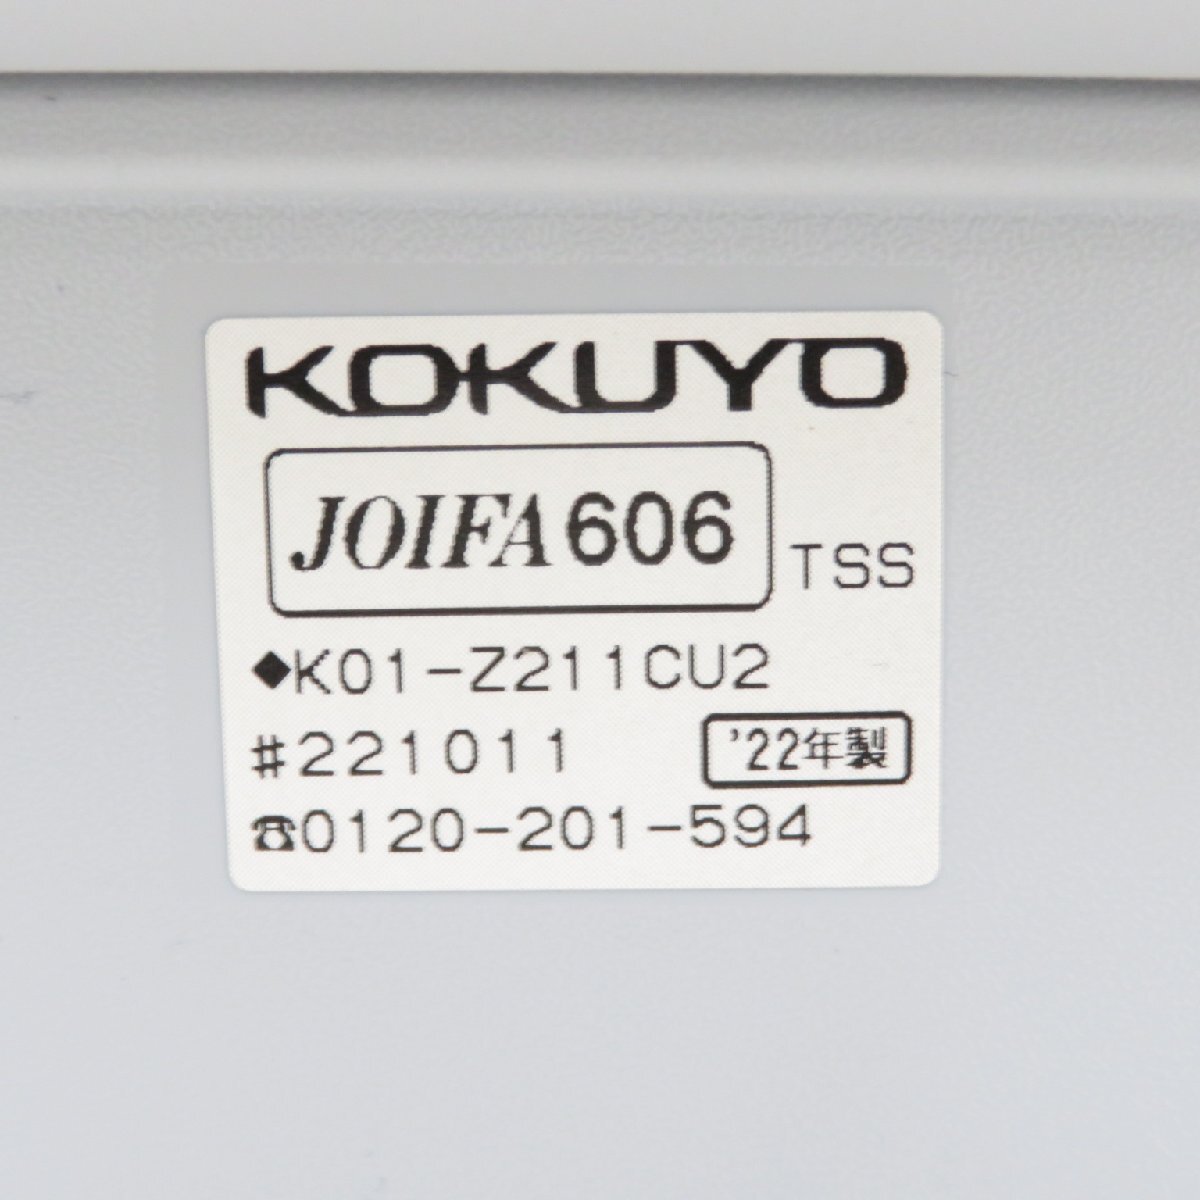 KOKUYO
JOIFA606 TSS
◆K01-Z211CU2
#221011 '22年製
☎0120-201-594